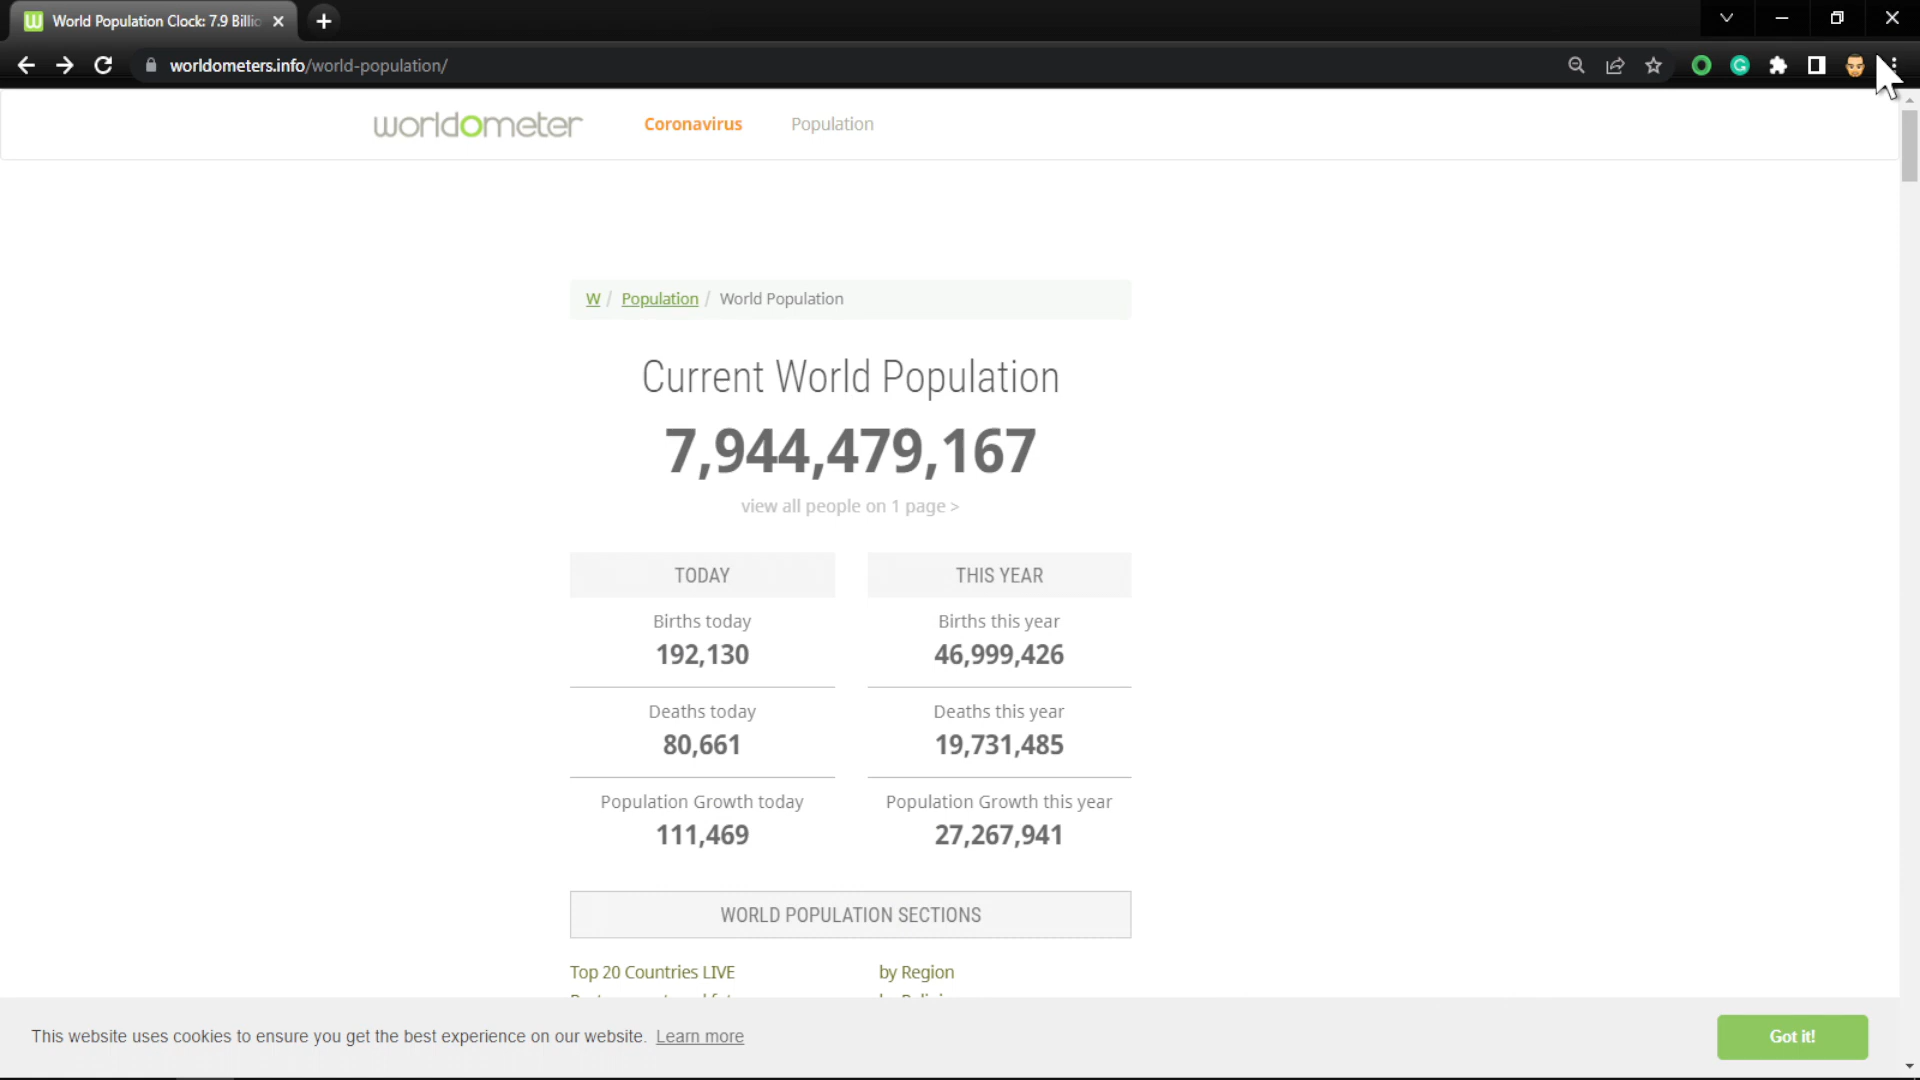 World Population Clock: 7.9 Billio
worldometers.info/world-population/
worldometer
Coronavirus
Population
W / Population / World Population
Current World Population
7,944,479,167
view all people on 1 page >
TODAY
THIS YEAR
Births today
Births this year
192,130
46,999,426
Deaths today
Deaths this year
80,661
19,731,485
Population Growth today
Population Growth this year
111,469
27,267,941
WORLD POPULATION SECTIONS
Top 20 Countries LIVE
by Region
This website uses cookies to ensure you get the best experience on our website. Learn more
Got it!